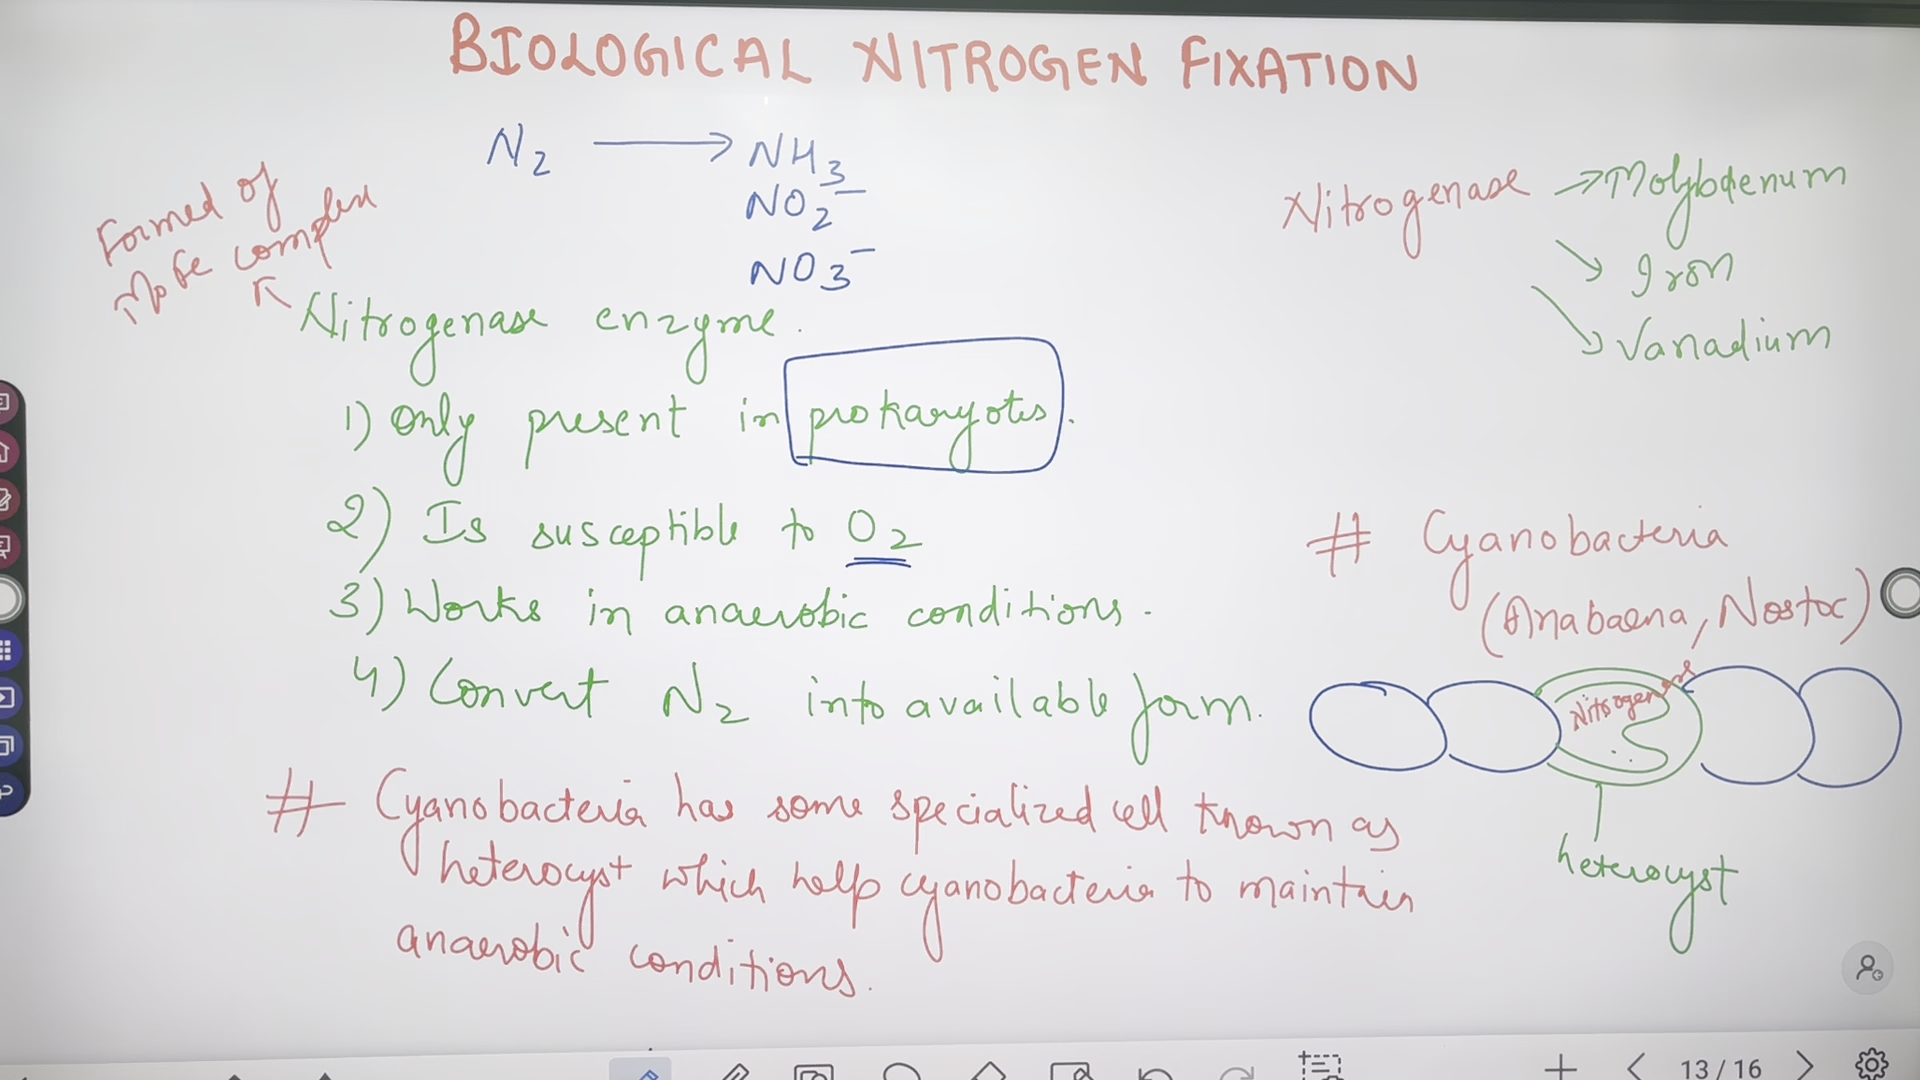 BIOLOGICAL NITROGEN FIXATION
N₂ → NH₃
NO₂⁻
NO₃⁻
Formed of
MoFe complex
Nitrogenase enzyme.
1) Only present in prokaryotes.
2) Is susceptible to O₂
3) Works in anaerobic conditions.
4) Convert N₂ into available form.
# Cyanobacteria has some specialized cell known as
heterocyst which help cyanobacteria to maintain
anaerobic conditions.
Nitrogenase → Molybdenum
→ Iron
→ Vanadium
# Cyanobacteria
(Anabaena, Nostoc)
Nitrogenase
heterocyst
13/16